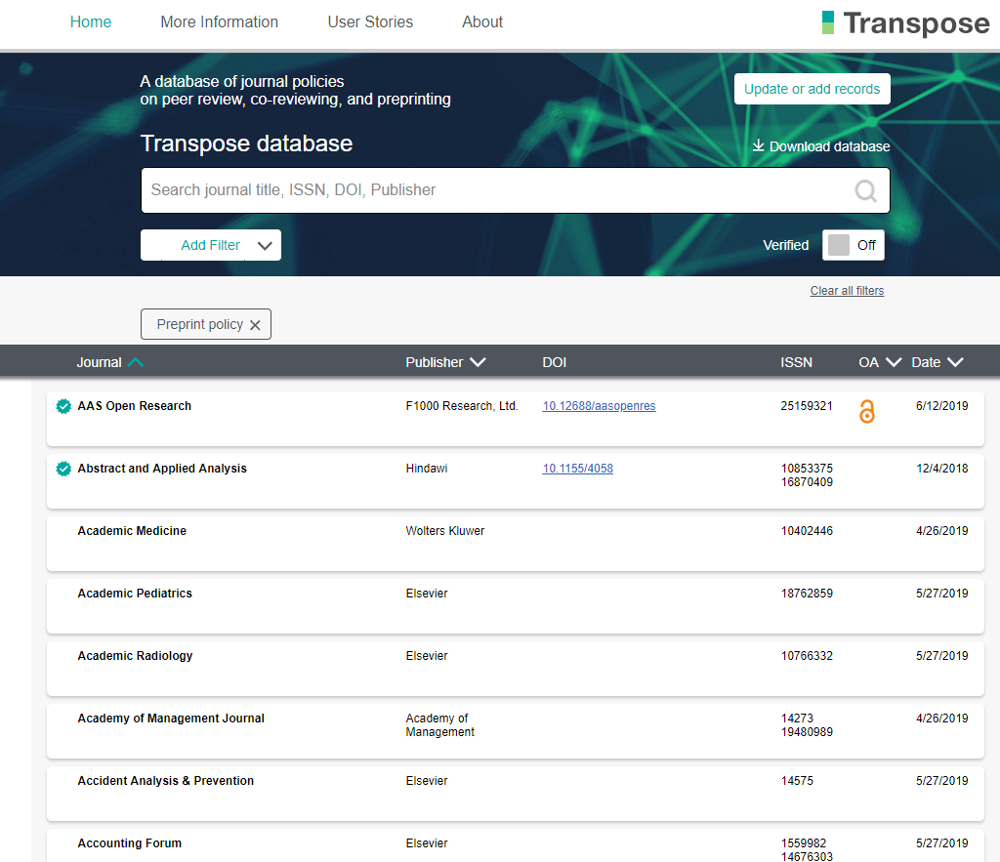 Home More Information User Stories About Transpose
A database of journal policies
on peer review, co-reviewing, and preprinting
Update or add records
Transpose database
Download database
Search journal title, ISSN, DOI, Publisher
Add Filter Verified Off
Clear all filters
Preprint policy
Journal Publisher DOI ISSN OA Date
AAS Open Research F1000 Research, Ltd. 10.12688/aasopenres 25159321 6/12/2019
Abstract and Applied Analysis Hindawi 10.1155/4058 10853375 12/4/2018
16870409
Academic Medicine Wolters Kluwer 10402446 4/26/2019
Academic Pediatrics Elsevier 18762859 5/27/2019
Academic Radiology Elsevier 10766332 5/27/2019
Academy of Management Journal Academy of 14273 4/26/2019
Management 19480989
Accident Analysis & Prevention Elsevier 14575 5/27/2019
Accounting Forum Elsevier 1559982 5/27/2019
14676303